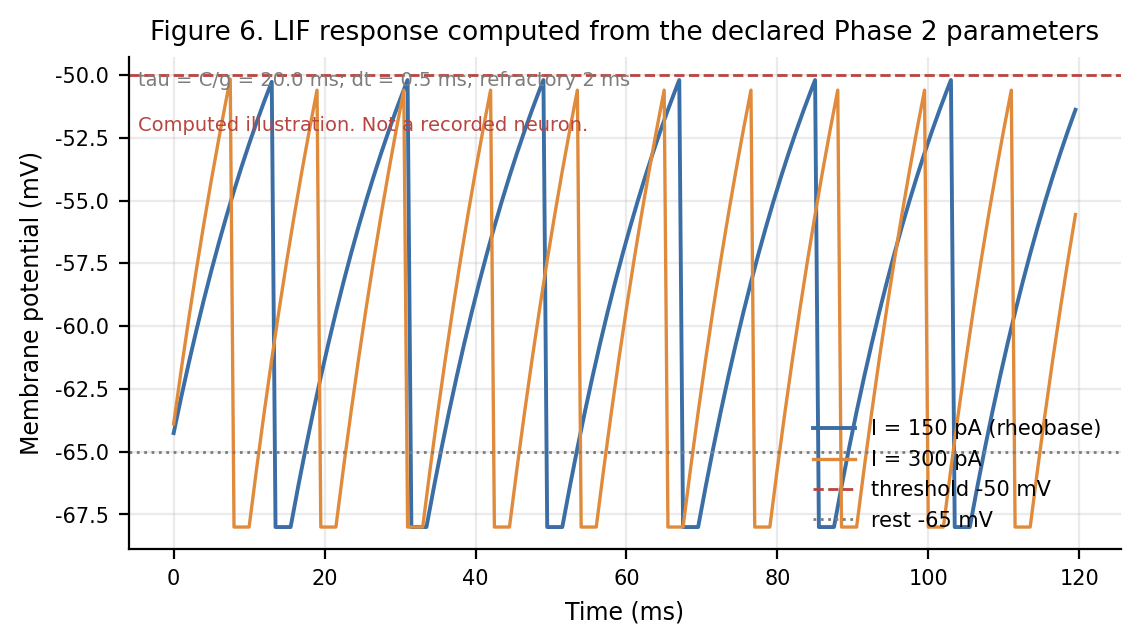 Figure 6. LIF response computed from the declared Phase 2 parameters
tau = C/g = 20.0 ms; dt = 0.5 ms; refractory 2 ms
Computed illustration. Not a recorded neuron.
Membrane potential (mV)
-50.0
-52.5
-55.0
-57.5
-60.0
-62.5
-65.0
-67.5
I = 150 pA (rheobase)
I = 300 pA
threshold -50 mV
rest -65 mV
0 20 40 60 80 100 120
Time (ms)